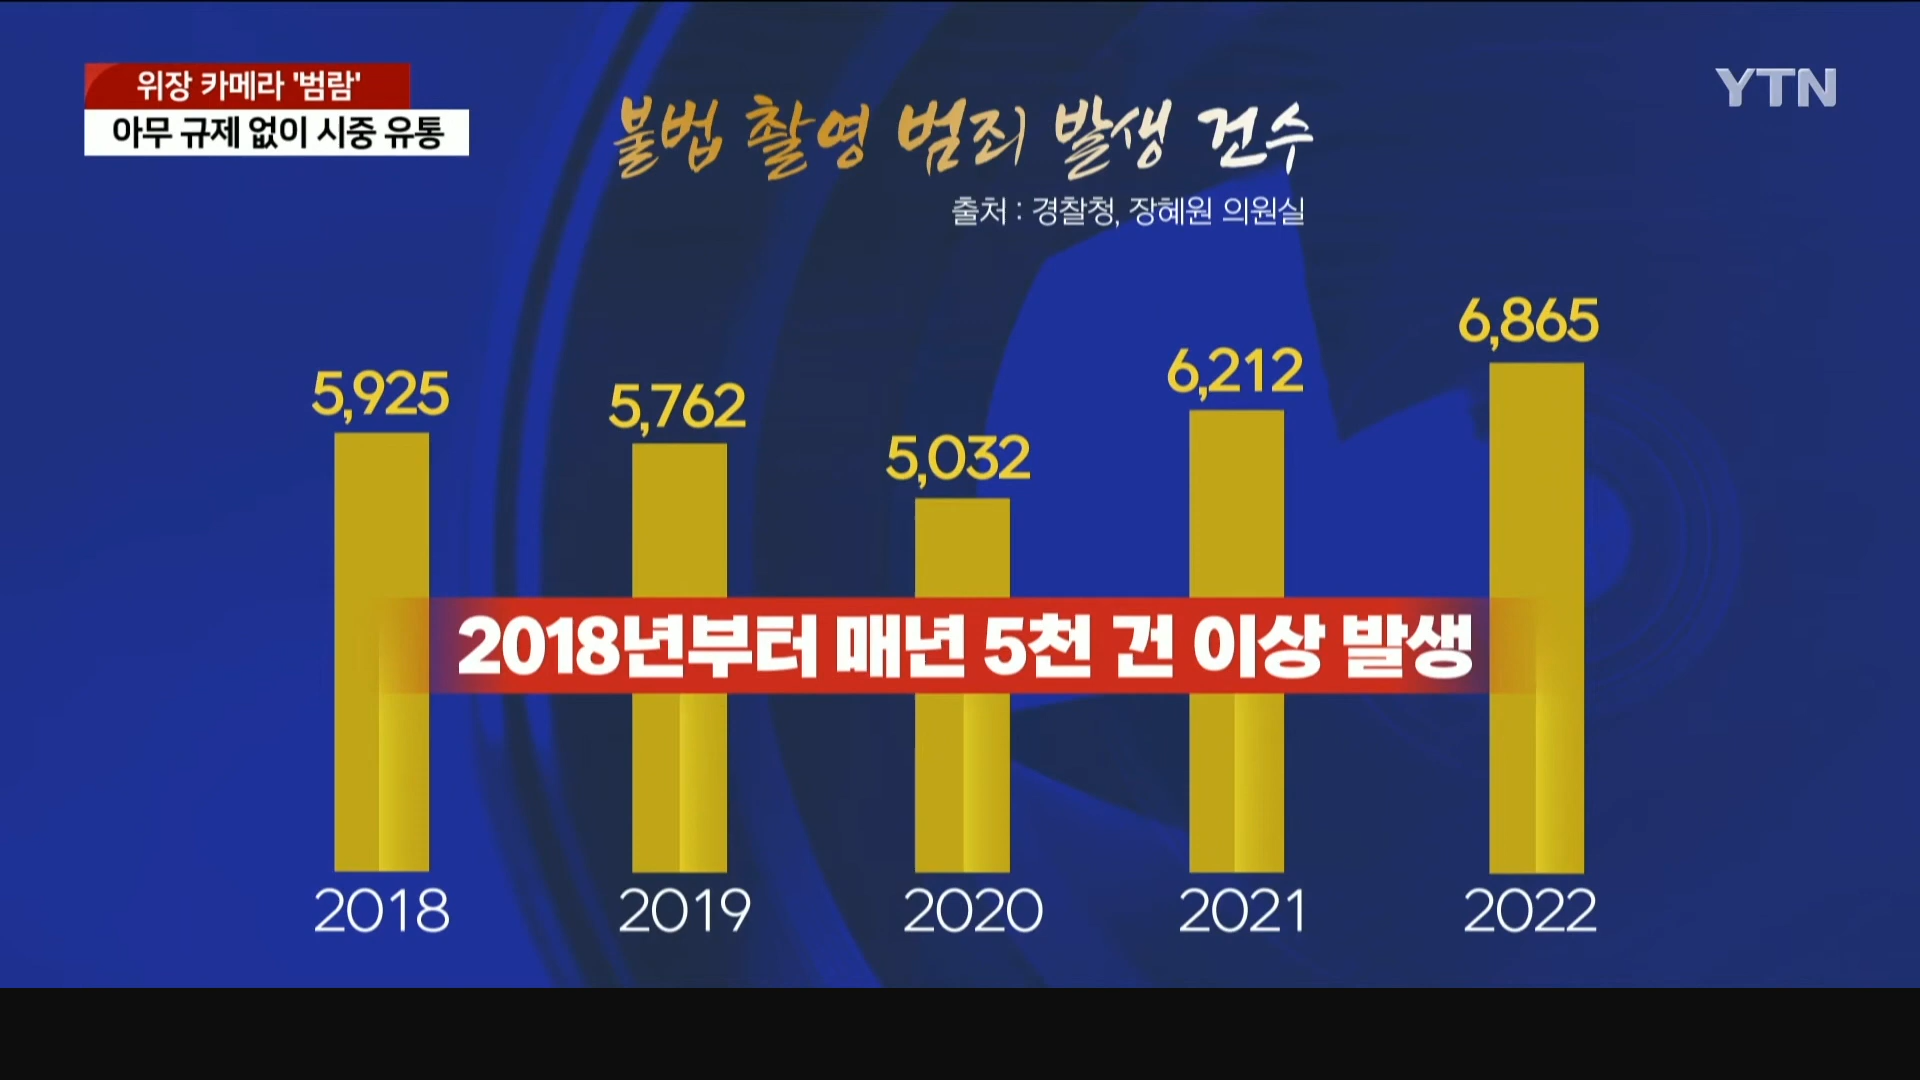 위장 카메라 '범람'
아무 규제 없이 시중 유통
YTN
불법 촬영 범죄 발생 건수
출처 : 경찰청, 장혜원 의원실
5,925
5,762
5,032
6,212
6,865
2018년부터 매년 5천 건 이상 발생
2018
2019
2020
2021
2022